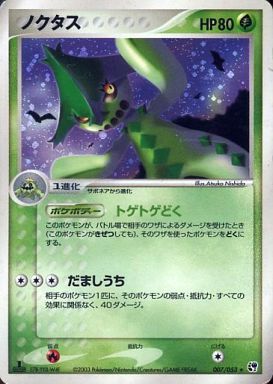 ノクタス HP80
Illus.Atsuko Nishida
1進化 サボネアから進化
ポケボディー トゲトゲどく
このポケモンが、バトル場で相手のワザによるダメージを受けたとき
(このポケモンがきぜつしても)、そのワザを使ったポケモンをどくに
する。
だましうち
相手のポケモン1匹に、そのポケモンの弱点・抵抗力・すべての
効果に関係なく、40ダメージ。
弱点 抵抗力 にげる
©2003 Pokémon/Nintendo/Creatures/GAME FREAK.
007/053 ★